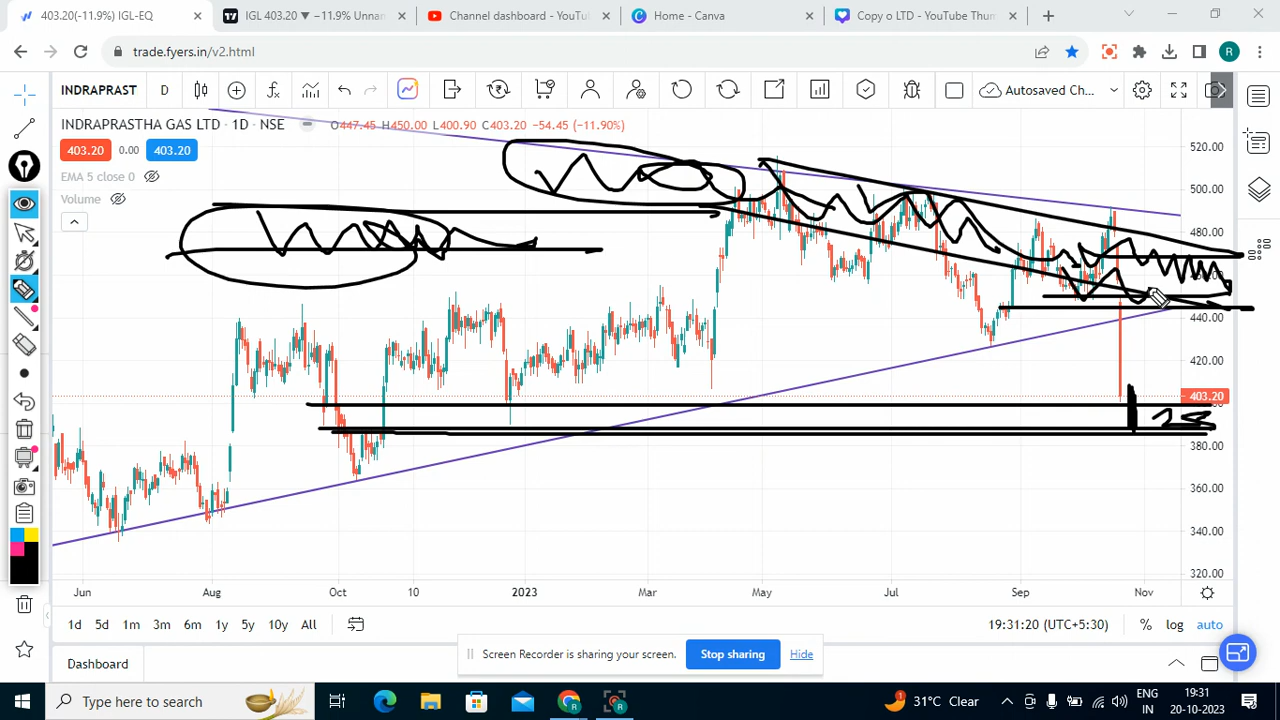 403.20(-11.9%) IGL-EQ
IGL 403.20 ▼ −11.9% Unnan
Channel dashboard - YouTu
Home - Canva
Copy o LTD - YouTube Thum
trade.fyers.in/v2.html
R
INDRAPRAST
D
Autosaved Ch...
INDRAPRASTHA GAS LTD · 1D · NSE
O447.45 H450.00 L400.90 C403.20 −54.45 (−11.90%)
403.20
0.00
403.20
EMA 5 close 0
Volume
520.00
500.00
480.00
460.00
440.00
420.00
403.20
380.00
360.00
340.00
320.00
Jun
Aug
Oct
10
2023
Mar
May
Jul
Sep
Nov
1d
5d
1m
3m
6m
1y
5y
10y
All
19:31:20 (UTC+5:30)
%
log
auto
Screen Recorder is sharing your screen.
Stop sharing
Hide
Dashboard
Type here to search
31°C Clear
ENG
IN
19:31
20-10-2023